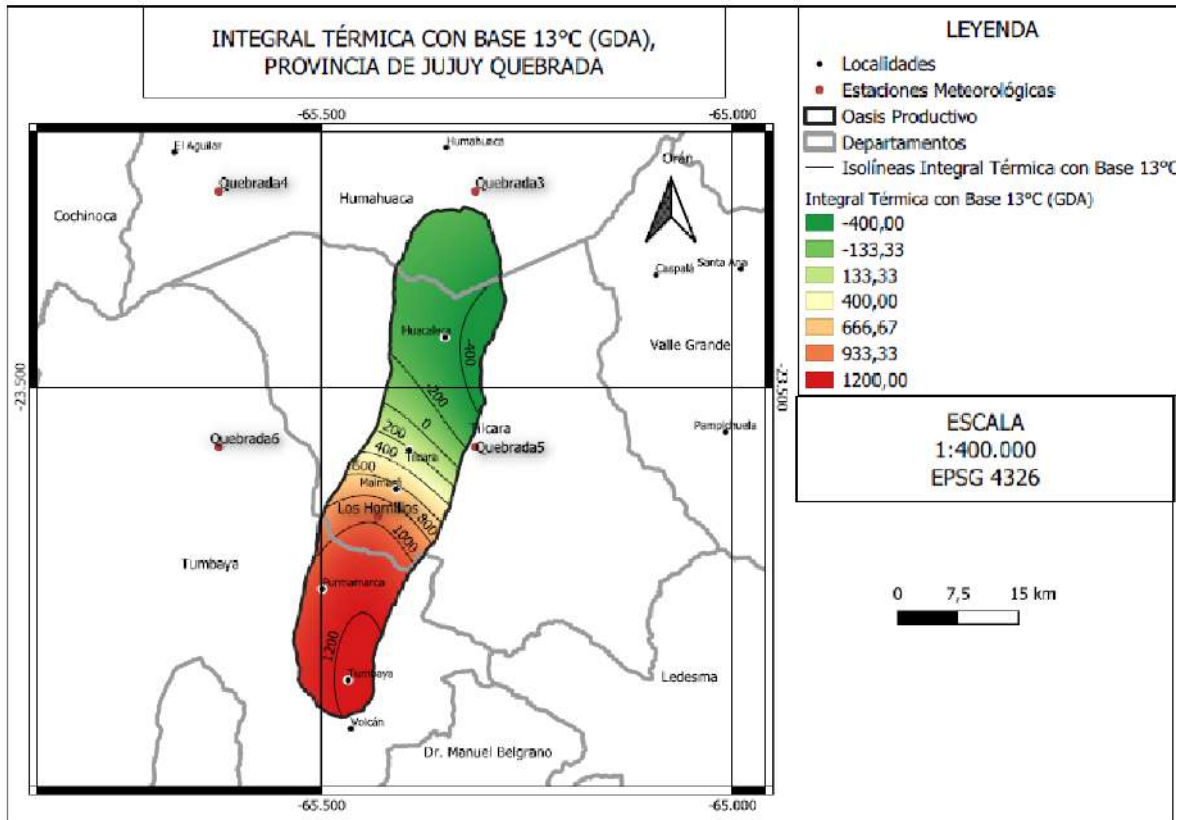 INTEGRAL TÉRMICA CON BASE 13°C (GDA),
PROVINCIA DE JUJUY QUEBRADA
-65.500
-65.000
El Aguilar
Humahuaca
Orán
Quebrada4
Quebrada3
Humahuaca
Cochinoca
Caspalá
Santa Ana
Huacalera
-400
Valle Grande
-23.500
-23.500
-200
0
200
Tilcara
Pampichuela
Quebrada6
Quebrada5
400
Tilcara
600
Maimará
Los Hornillos
800
1000
Tumbaya
Purmamarca
1200
Tumbaya
Ledesma
Volcán
Dr. Manuel Belgrano
-65.500
-65.000
LEYENDA
Localidades
Estaciones Meteorológicas
Oasis Productivo
Departamentos
Isolíneas Integral Térmica con Base 13°C
Integral Térmica con Base 13°C (GDA)
-400,00
-133,33
133,33
400,00
666,67
933,33
1200,00
ESCALA
1:400.000
EPSG 4326
0 7,5 15 km